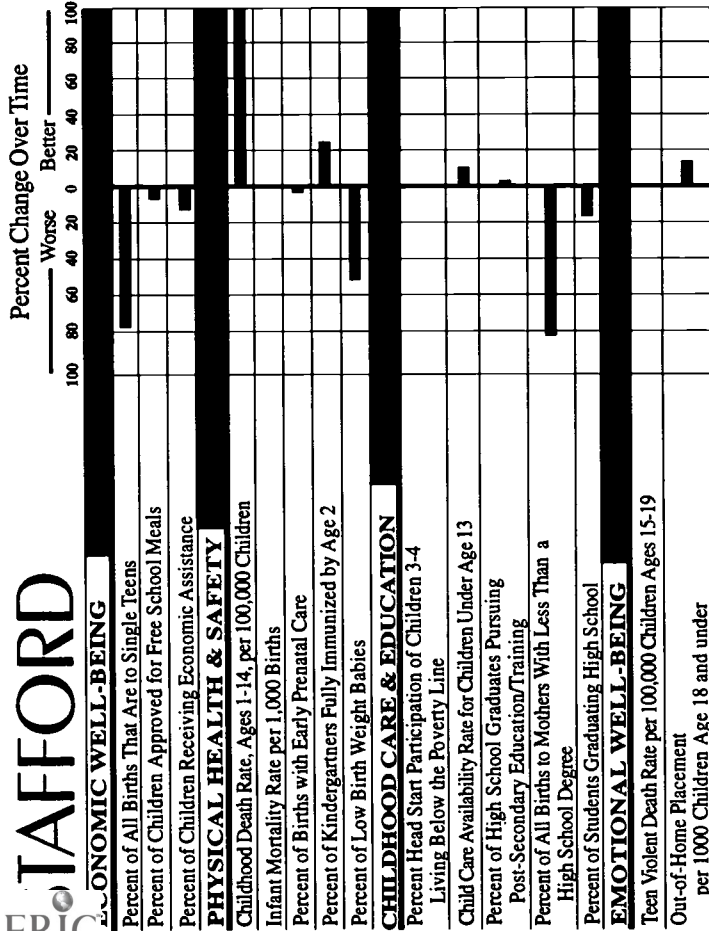 STAFFORD
Percent Change Over Time
Worse Better
100 80 60 40 20 0 20 40 60 80 100
ECONOMIC WELL-BEING
Percent of All Births That Are to Single Teens
Percent of Children Approved for Free School Meals
Percent of Children Receiving Economic Assistance
PHYSICAL HEALTH & SAFETY
Childhood Death Rate, Ages 1-14, per 100,000 Children
Infant Mortality Rate per 1,000 Births
Percent of Births with Early Prenatal Care
Percent of Kindergartners Fully Immunized by Age 2
Percent of Low Birth Weight Babies
CHILDHOOD CARE & EDUCATION
Percent Head Start Participation of Children 3-4
Living Below the Poverty Line
Child Care Availability Rate for Children Under Age 13
Percent of High School Graduates Pursuing
Post-Secondary Education/Training
Percent of All Births to Mothers With Less Than a
High School Degree
Percent of Students Graduating High School
EMOTIONAL WELL-BEING
Teen Violent Death Rate per 100,000 Children Ages 15-19
Out-of-Home Placement
per 1000 Children Age 18 and under
ERIC